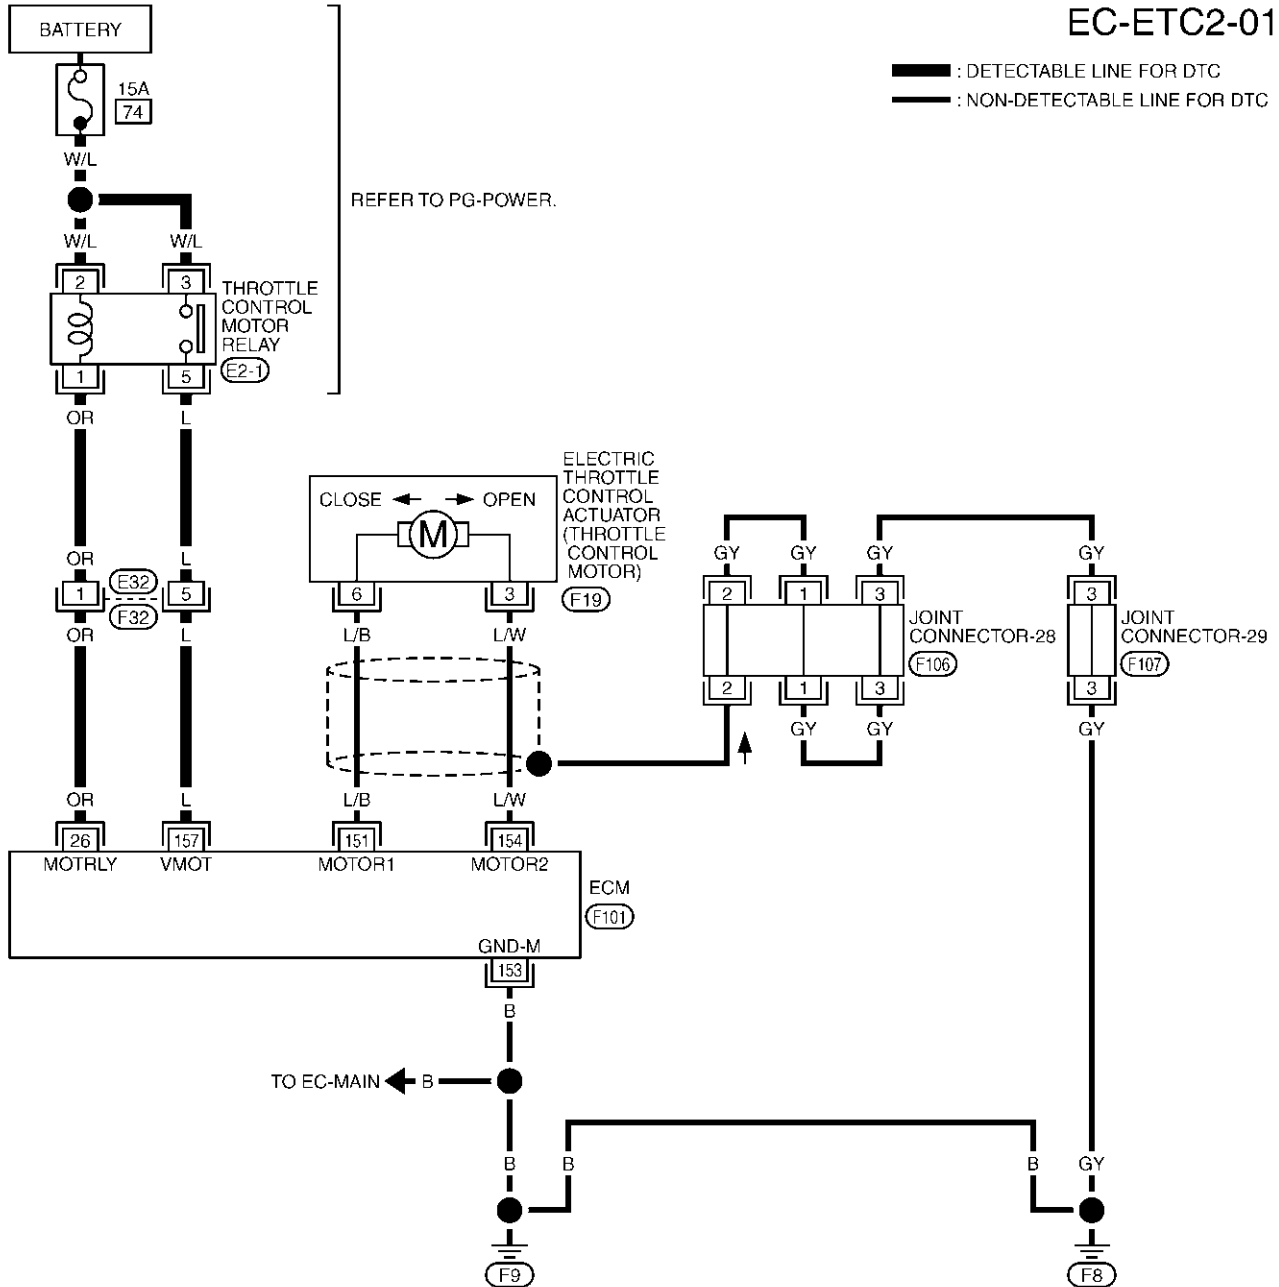 EC-ETC2-01
BATTERY
: DETECTABLE LINE FOR DTC
: NON-DETECTABLE LINE FOR DTC
15A
74
W/L
REFER TO PG-POWER.
W/L W/L
2 3
THROTTLE
CONTROL
MOTOR
RELAY
E2-1
1 5
OR L
ELECTRIC
THROTTLE
CONTROL
ACTUATOR
(THROTTLE
CONTROL
MOTOR)
F19
CLOSE OPEN
M
6 3
L/B L/W
OR L
1 E32 5
F32
OR L
GY GY GY GY
2 1 3 3
JOINT
CONNECTOR-28
F106
JOINT
CONNECTOR-29
F107
2 1 3 3
GY GY GY
OR L L/B L/W
26 157 151 154
MOTRLY VMOT MOTOR1 MOTOR2
ECM
F101
GND-M
153
B
TO EC-MAIN B
B B B GY
F9 F8